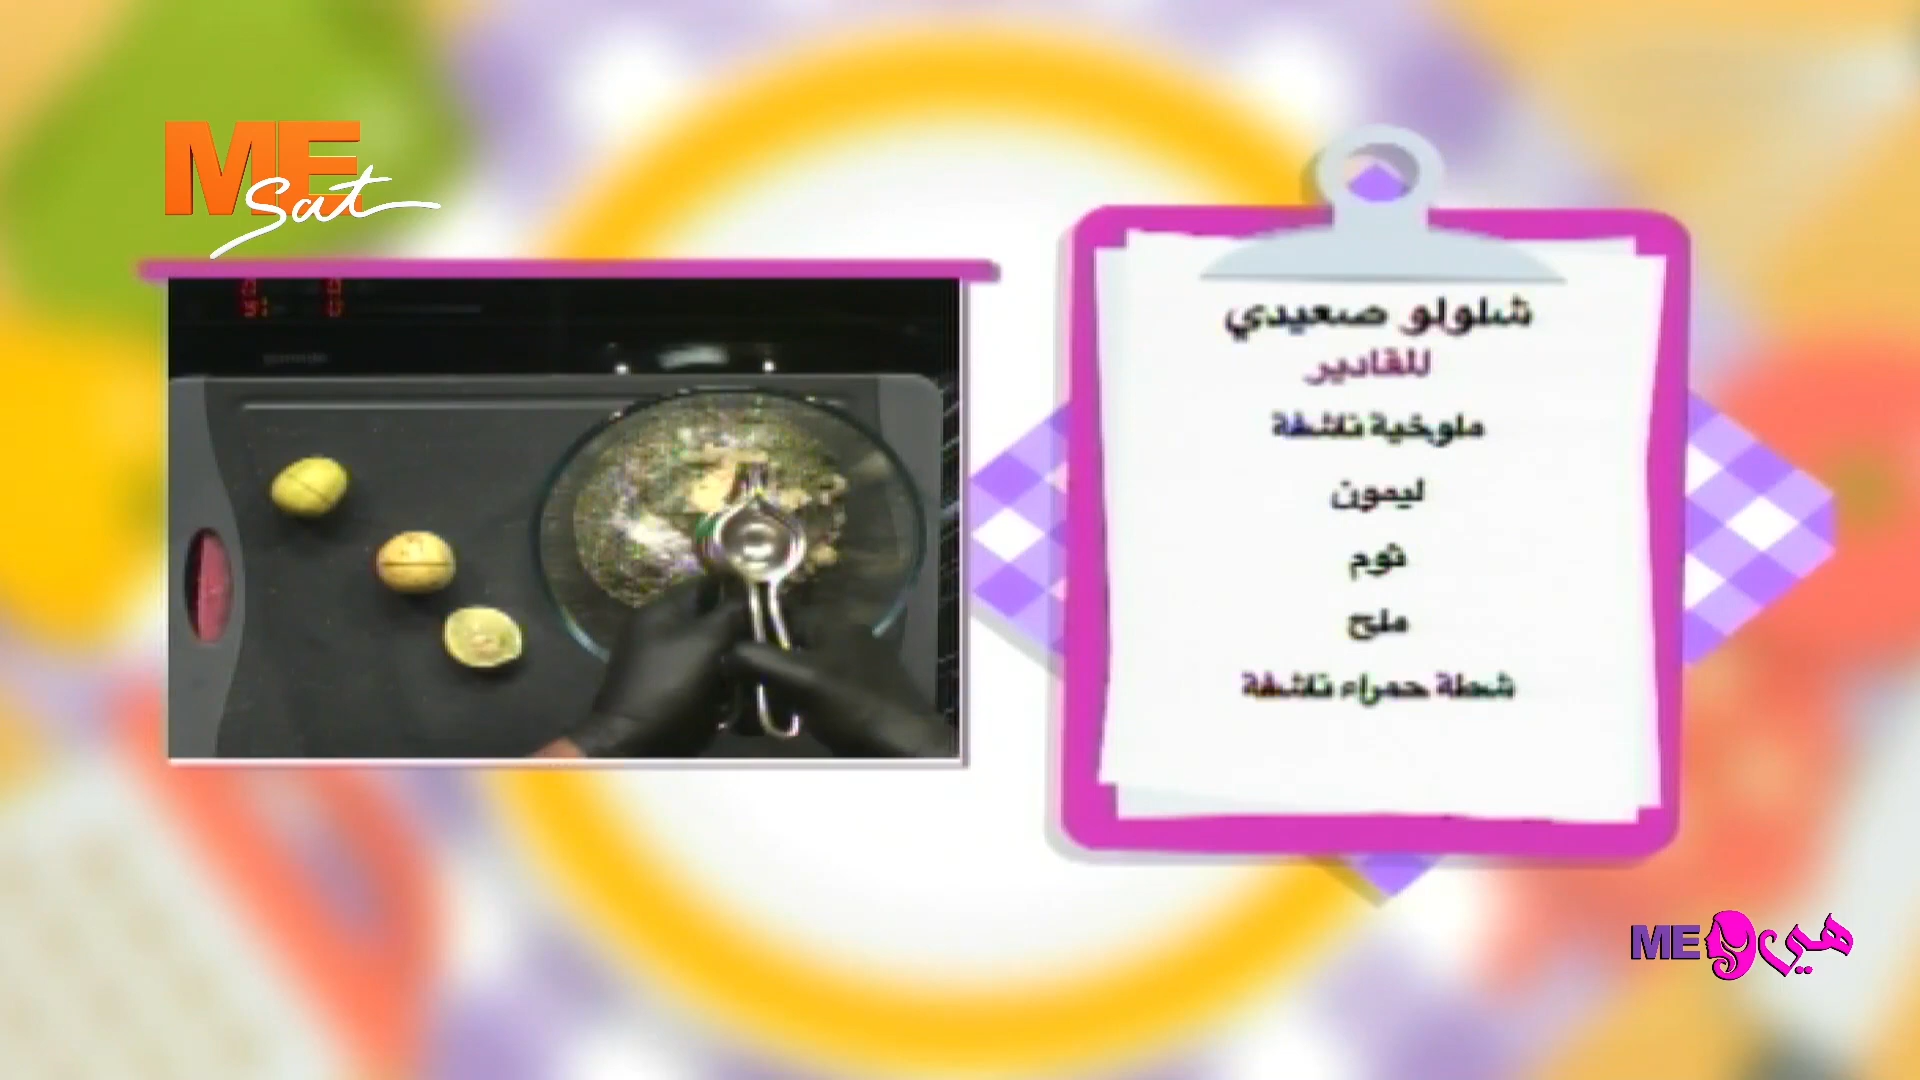 ME
Sat
شلولو صعيدي
للقادير
ملوخية ناشفة
ليمون
ثوم
ملح
شطة حمراء ناشفة
ME هي